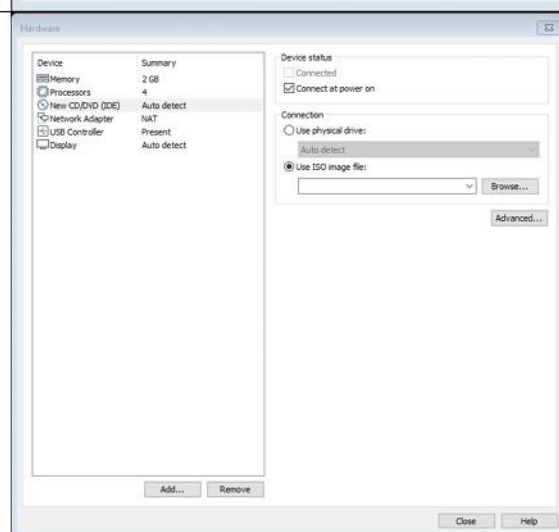 Hardware
Device Summary
Memory 2 GB
Processors 4
New CD/DVD (IDE) Auto detect
Network Adapter NAT
USB Controller Present
Display Auto detect
Add... Remove
Device status
Connected
Connect at power on
Connection
Use physical drive:
Auto detect
Use ISO image file:
Browse...
Advanced...
Close Help